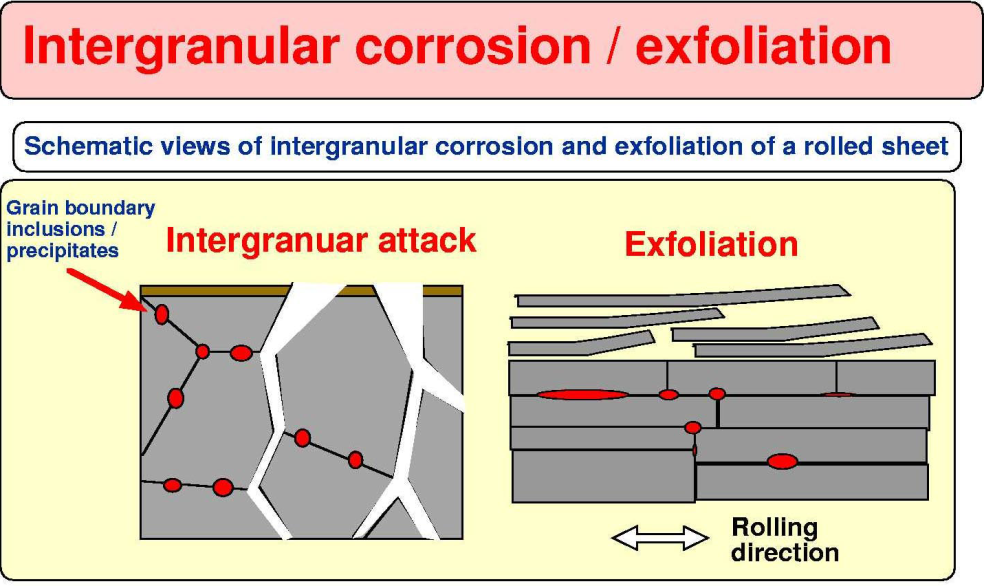 Intergranular corrosion / exfoliation
Schematic views of intergranular corrosion and exfoliation of a rolled sheet
Grain boundary
inclusions /
precipitates
Intergranuar attack
Exfoliation
Rolling
direction